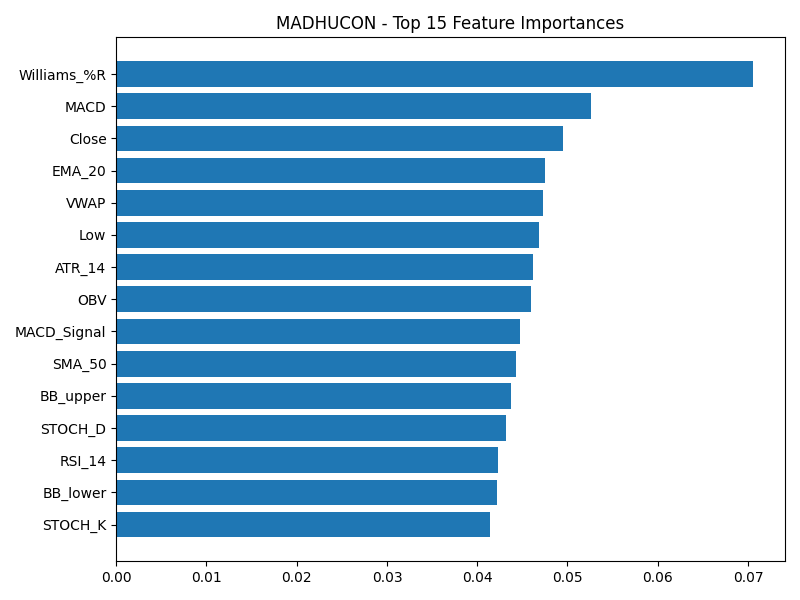 MADHUCON - Top 15 Feature Importances
Williams_%R
MACD
Close
EMA_20
VWAP
Low
ATR_14
OBV
MACD_Signal
SMA_50
BB_upper
STOCH_D
RSI_14
BB_lower
STOCH_K
0.00 0.01 0.02 0.03 0.04 0.05 0.06 0.07